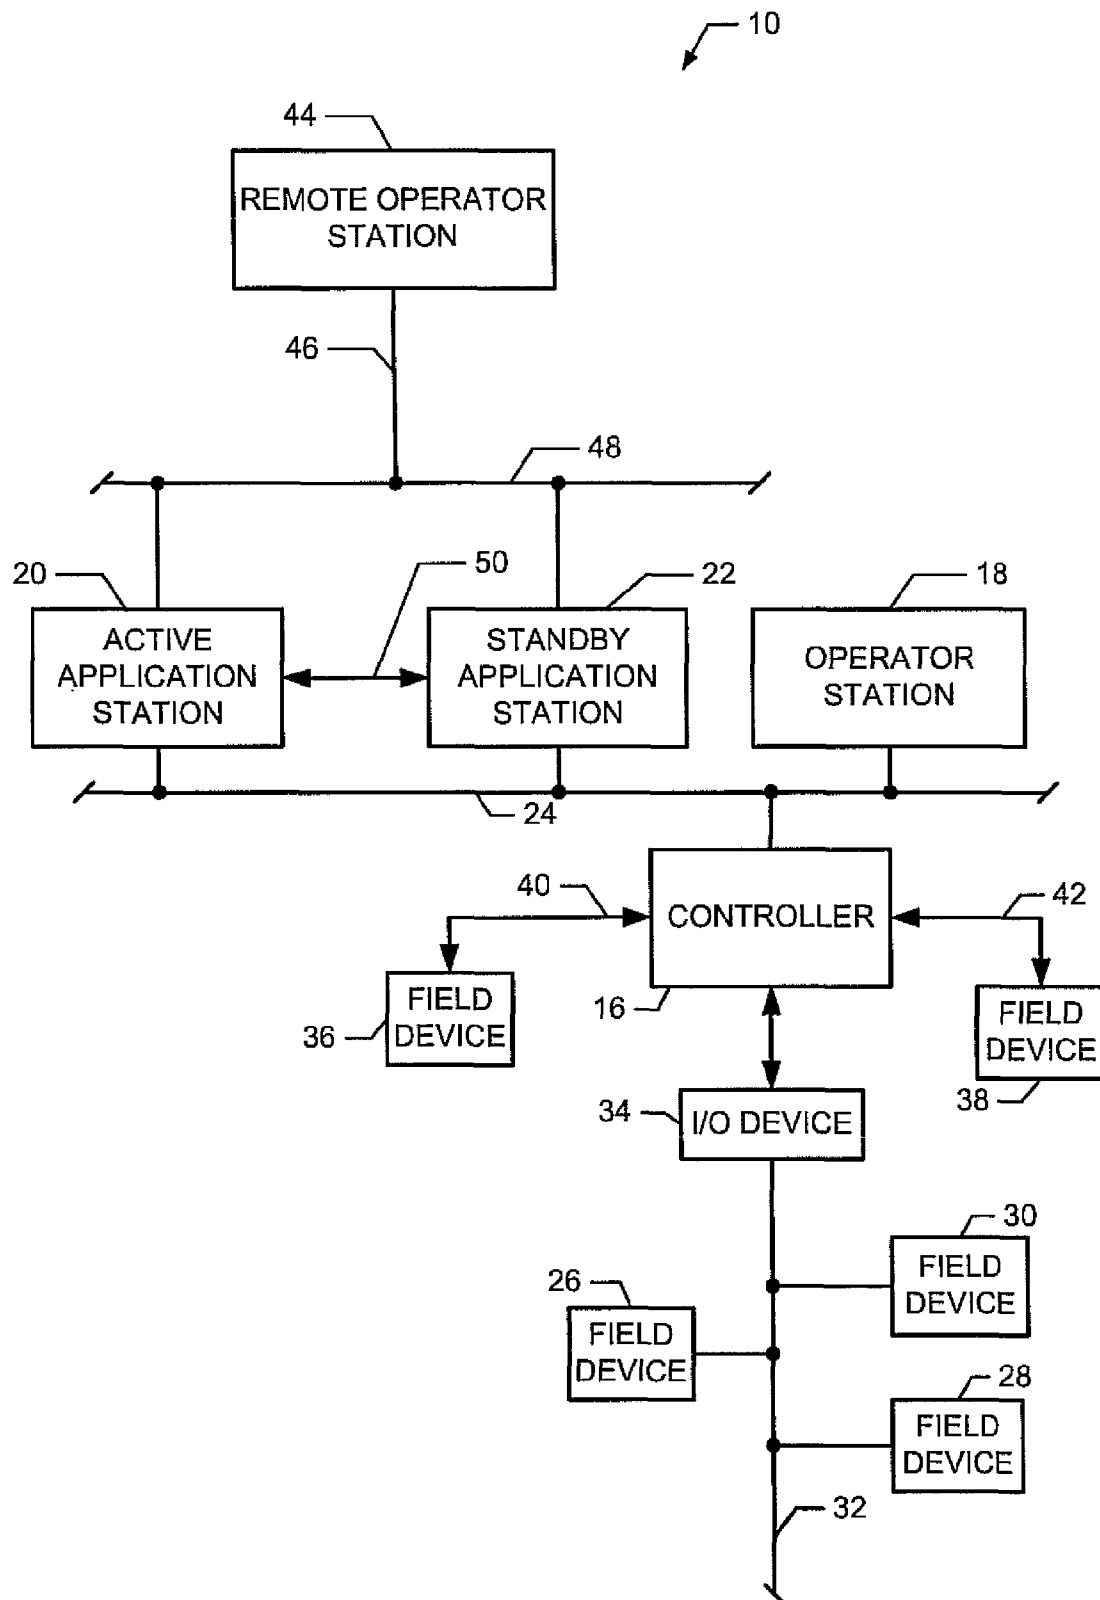 10
44
REMOTE OPERATOR
STATION
46
48
20
50
22
18
ACTIVE
APPLICATION
STATION
STANDBY
APPLICATION
STATION
OPERATOR
STATION
24
40
CONTROLLER
42
FIELD
DEVICE
36
16
FIELD
DEVICE
38
34
I/O DEVICE
30
FIELD
DEVICE
26
FIELD
DEVICE
28
FIELD
DEVICE
32